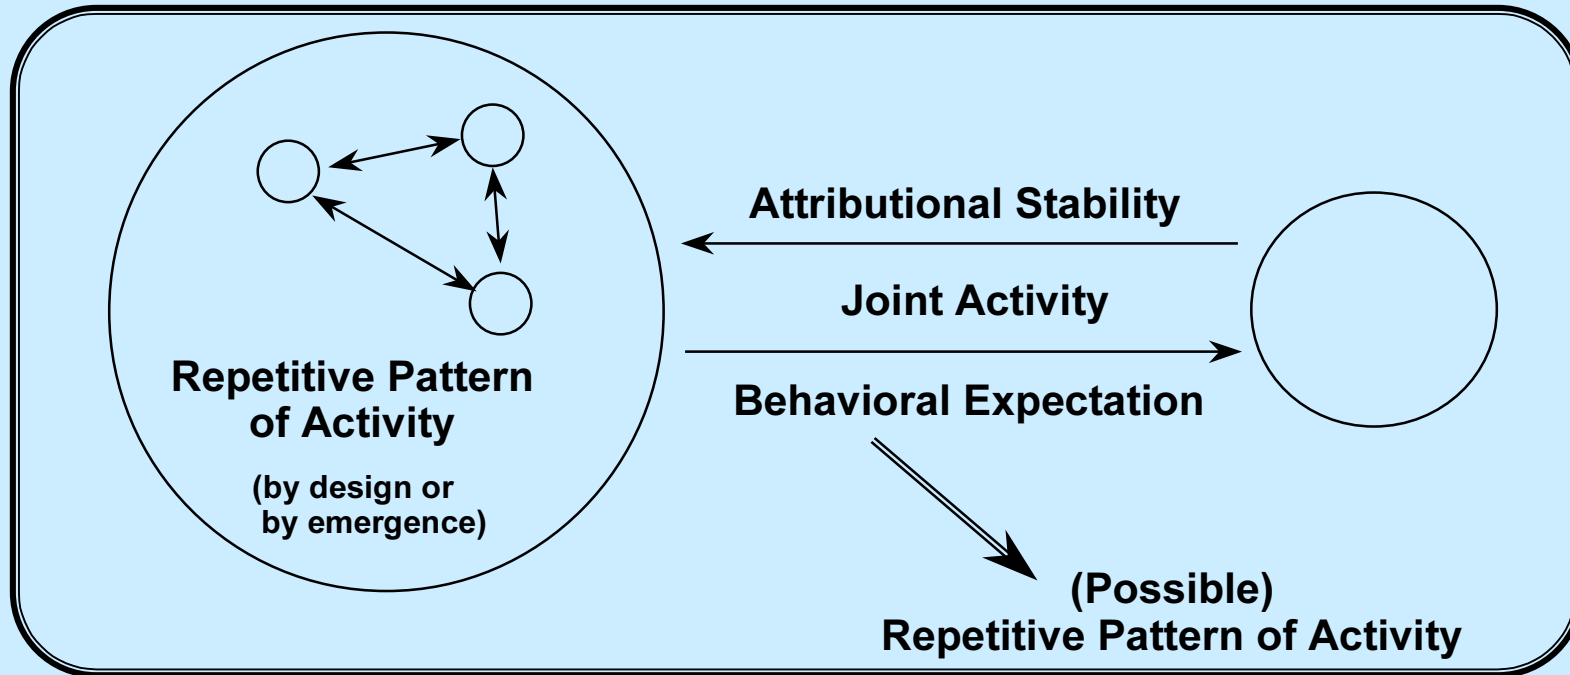 Attributional Stability
Joint Activity
Behavioral Expectation
Repetitive Pattern
of Activity
(by design or
by emergence)
(Possible)
Repetitive Pattern of Activity